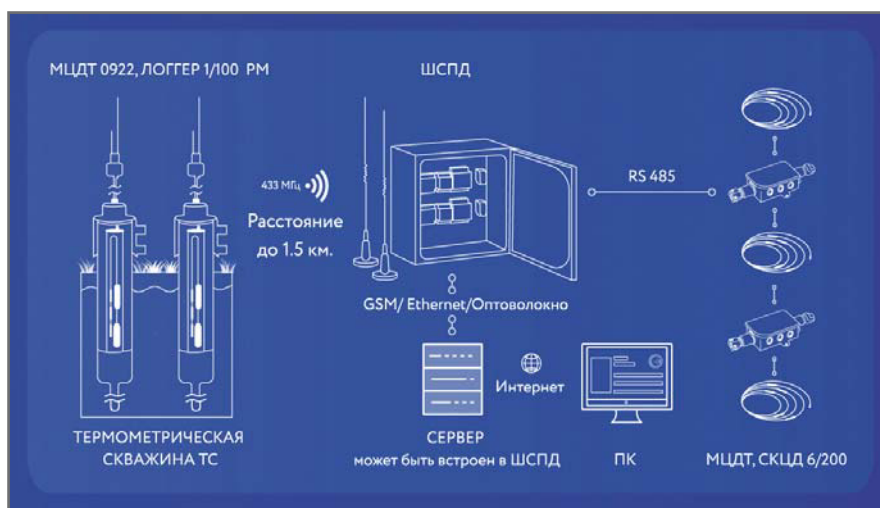 МЦДТ 0922, ЛОГГЕР 1/100 РМ
ШСПД
433 МГц
Расстояние
до 1.5 км.
RS 485
GSM/ Ethernet/Оптоволокно
Интернет
ТЕРМОМЕТРИЧЕСКАЯ
СКВАЖИНА ТС
СЕРВЕР
может быть встроен в ШСПД
ПК
МЦДТ, СКЦД 6/200